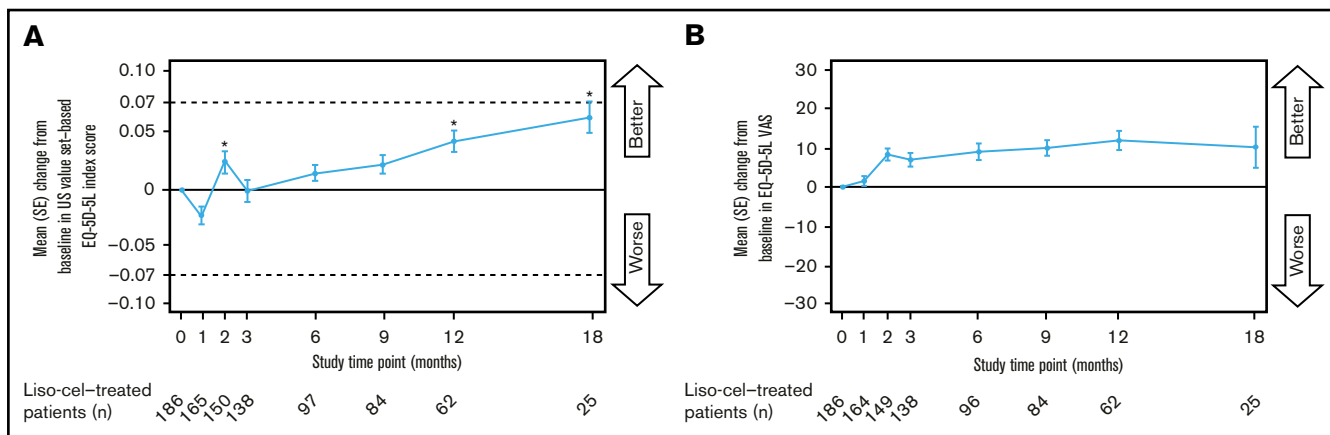 A
Mean (SE) change from
baseline in US value set–based
EQ-5D-5L index score
0.10
0.07
0.05
0
−0.05
−0.07
−0.10
*
*
*
Better
Worse
0 1 2 3 6 9 12 18
Study time point (months)
Liso-cel–treated
patients (n)
186 165 150 138 97 84 62 25
B
Mean (SE) change from
baseline in EQ-5D-5L VAS
30
20
10
0
−10
−20
−30
Better
Worse
0 1 2 3 6 9 12 18
Study time point (months)
Liso-cel–treated
patients (n)
186 164 149 138 96 84 62 25